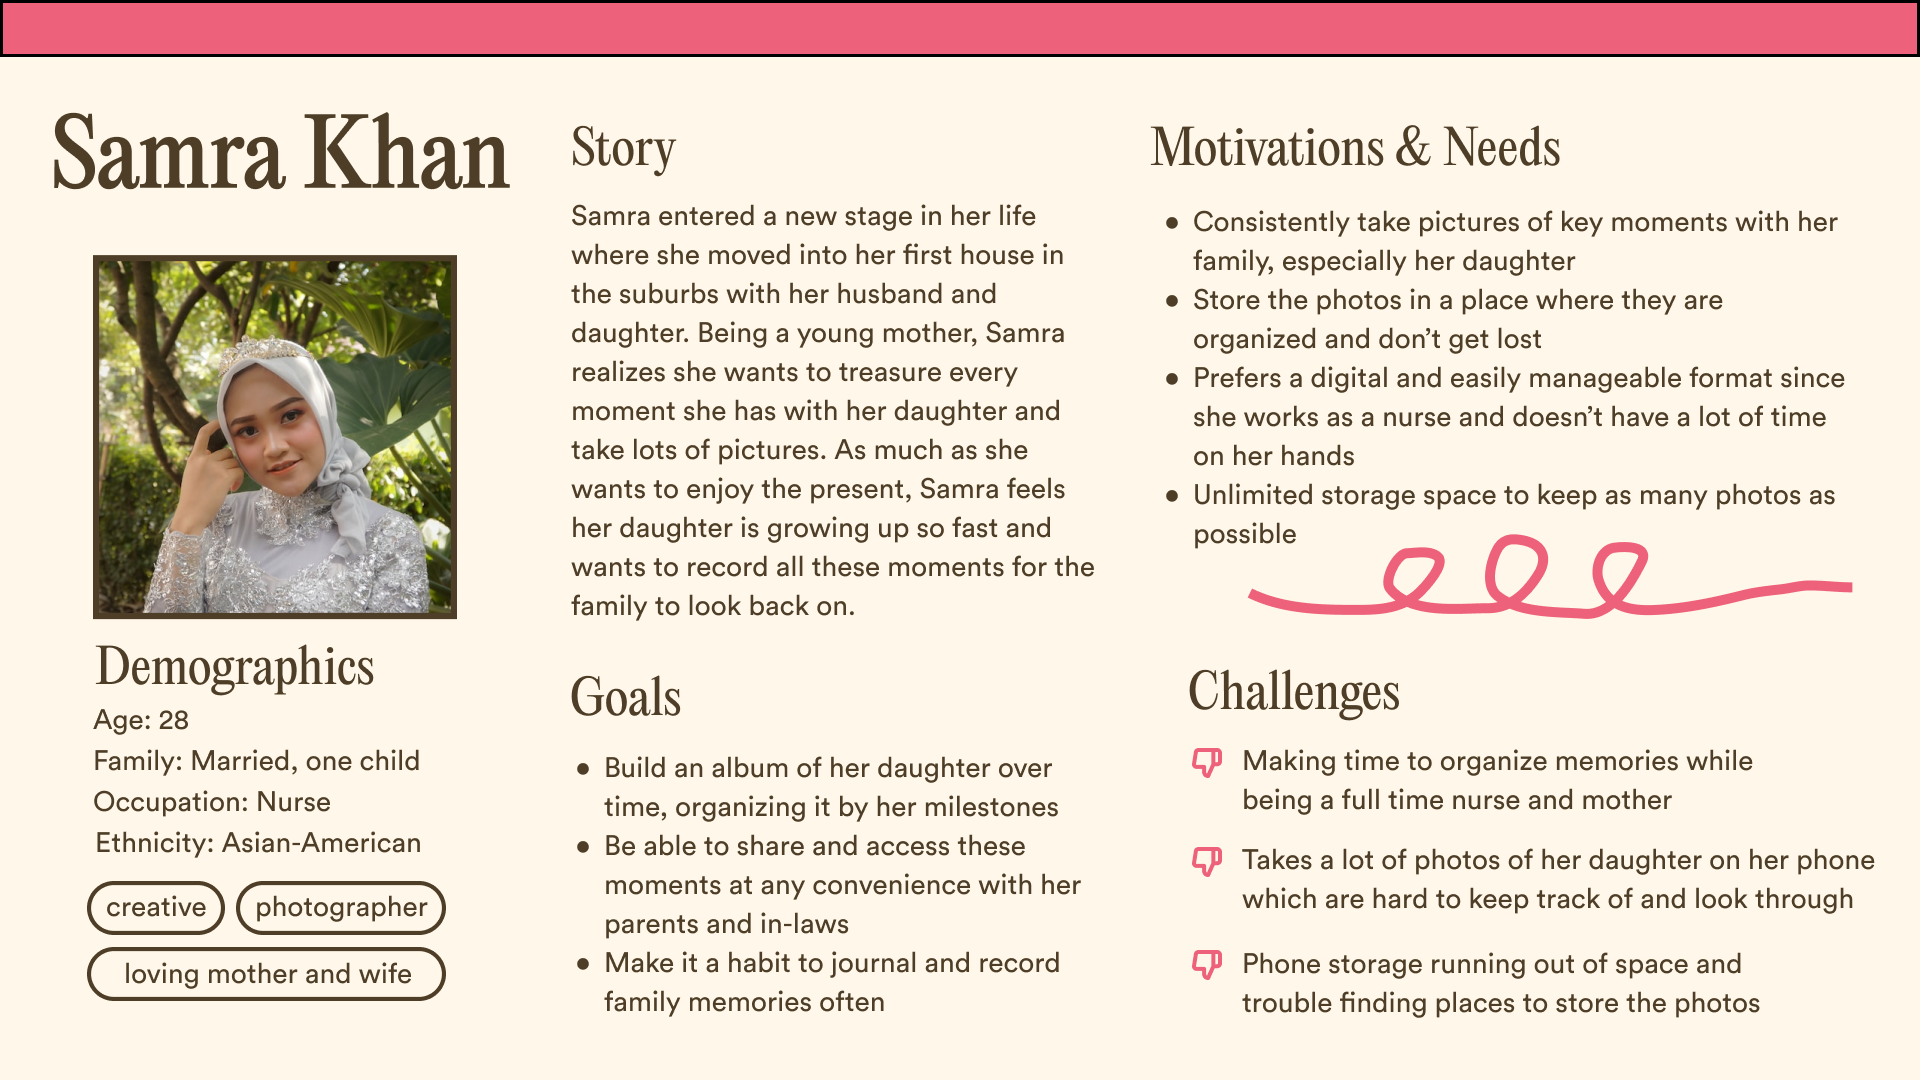 Samra Khan
Demographics
Age: 28
Family: Married, one child
Occupation: Nurse
Ethnicity: Asian-American
creative
photographer
loving mother and wife
Story
Samra entered a new stage in her life
where she moved into her first house in
the suburbs with her husband and
daughter. Being a young mother, Samra
realizes she wants to treasure every
moment she has with her daughter and
take lots of pictures. As much as she
wants to enjoy the present, Samra feels
her daughter is growing up so fast and
wants to record all these moments for the
family to look back on.
Goals
● Build an album of her daughter over
time, organizing it by her milestones
● Be able to share and access these
moments at any convenience with her
parents and in-laws
● Make it a habit to journal and record
family memories often
Motivations & Needs
● Consistently take pictures of key moments with her
family, especially her daughter
● Store the photos in a place where they are
organized and don’t get lost
● Prefers a digital and easily manageable format since
she works as a nurse and doesn’t have a lot of time
on her hands
● Unlimited storage space to keep as many photos as
possible
Challenges
Making time to organize memories while
being a full time nurse and mother
Takes a lot of photos of her daughter on her phone
which are hard to keep track of and look through
Phone storage running out of space and
trouble finding places to store the photos